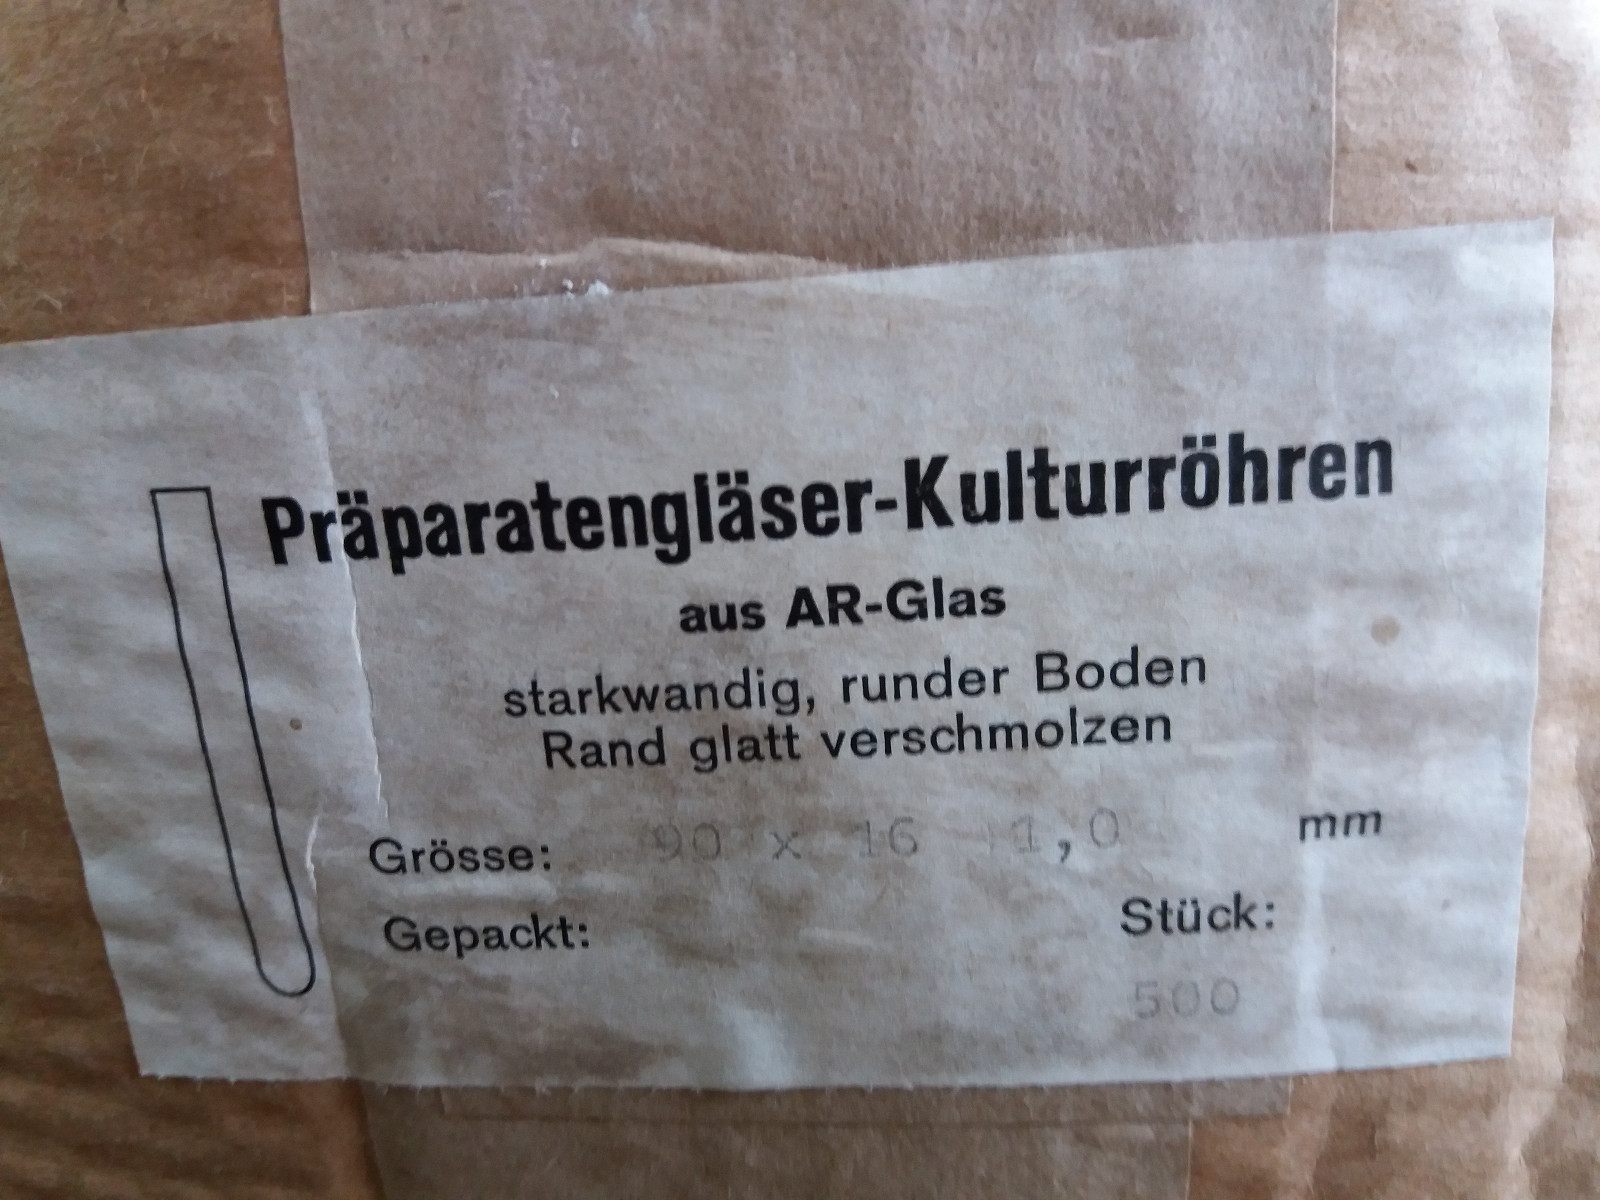 Präparatengläser-Kulturröhren
aus AR-Glas
starkwandig, runder Boden
Rand glatt verschmolzen
Grösse: 90 x 16 1,0 mm
Gepackt: Stück:
500